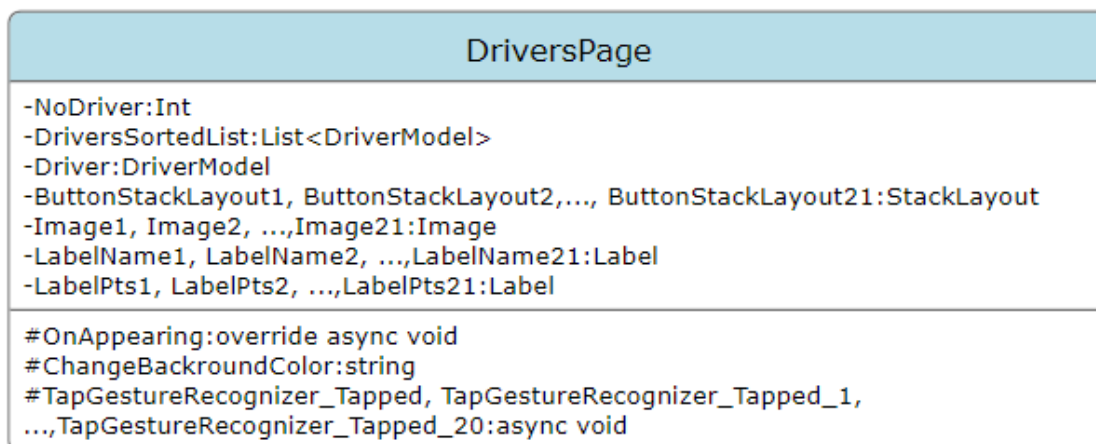 DriversPage
-NoDriver:Int
-DriversSortedList:List<DriverModel>
-Driver:DriverModel
-ButtonStackLayout1, ButtonStackLayout2,..., ButtonStackLayout21:StackLayout
-Image1, Image2, ...,Image21:Image
-LabelName1, LabelName2, ...,LabelName21:Label
-LabelPts1, LabelPts2, ...,LabelPts21:Label
#OnAppearing:override async void
#ChangeBackroundColor:string
#TapGestureRecognizer_Tapped, TapGestureRecognizer_Tapped_1,
...,TapGestureRecognizer_Tapped_20:async void